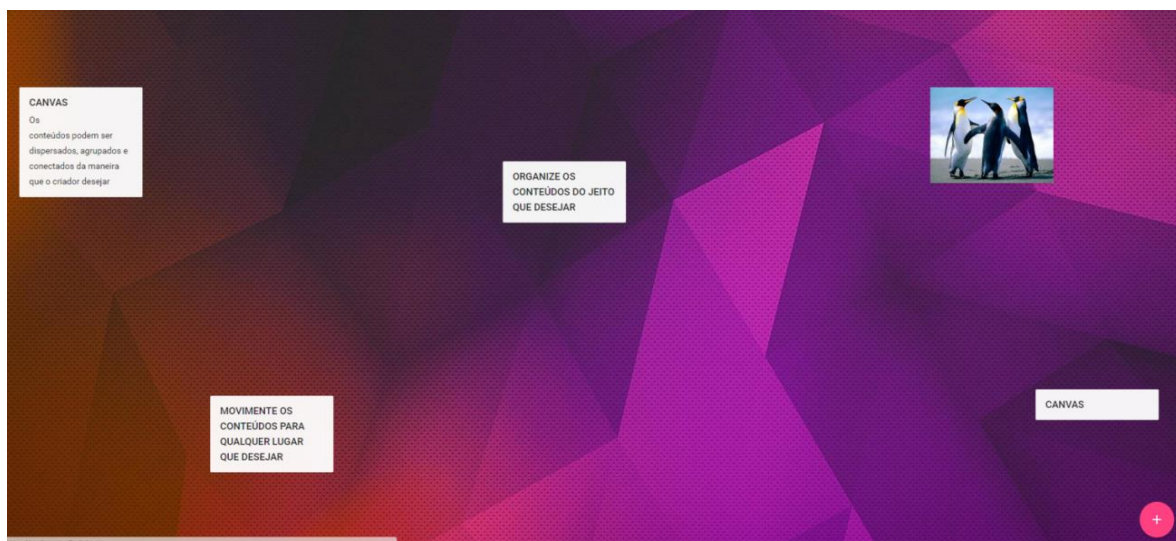 CANVAS
Os
conteúdos podem ser
dispersados, agrupados e
conectados da maneira
que o criador desejar
ORGANIZE OS
CONTEÚDOS DO JEITO
QUE DESEJAR
MOVIMENTE OS
CONTEÚDOS PARA
QUALQUER LUGAR
QUE DESEJAR
CANVAS
+